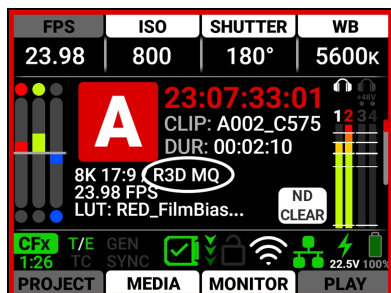 FPS ISO SHUTTER WB
23.98 800 180° 5600K
A
23:07:33:01
CLIP: A002_C575
DUR: 00:02:10
+48V
1 2 3 4
8K 17:9 / R3D MQ
23.98 FPS
LUT: RED_FilmBias...
ND
CLEAR
CFx T/E GEN
1:26 TC SYNC
22.5V 100%
PROJECT MEDIA MONITOR PLAY